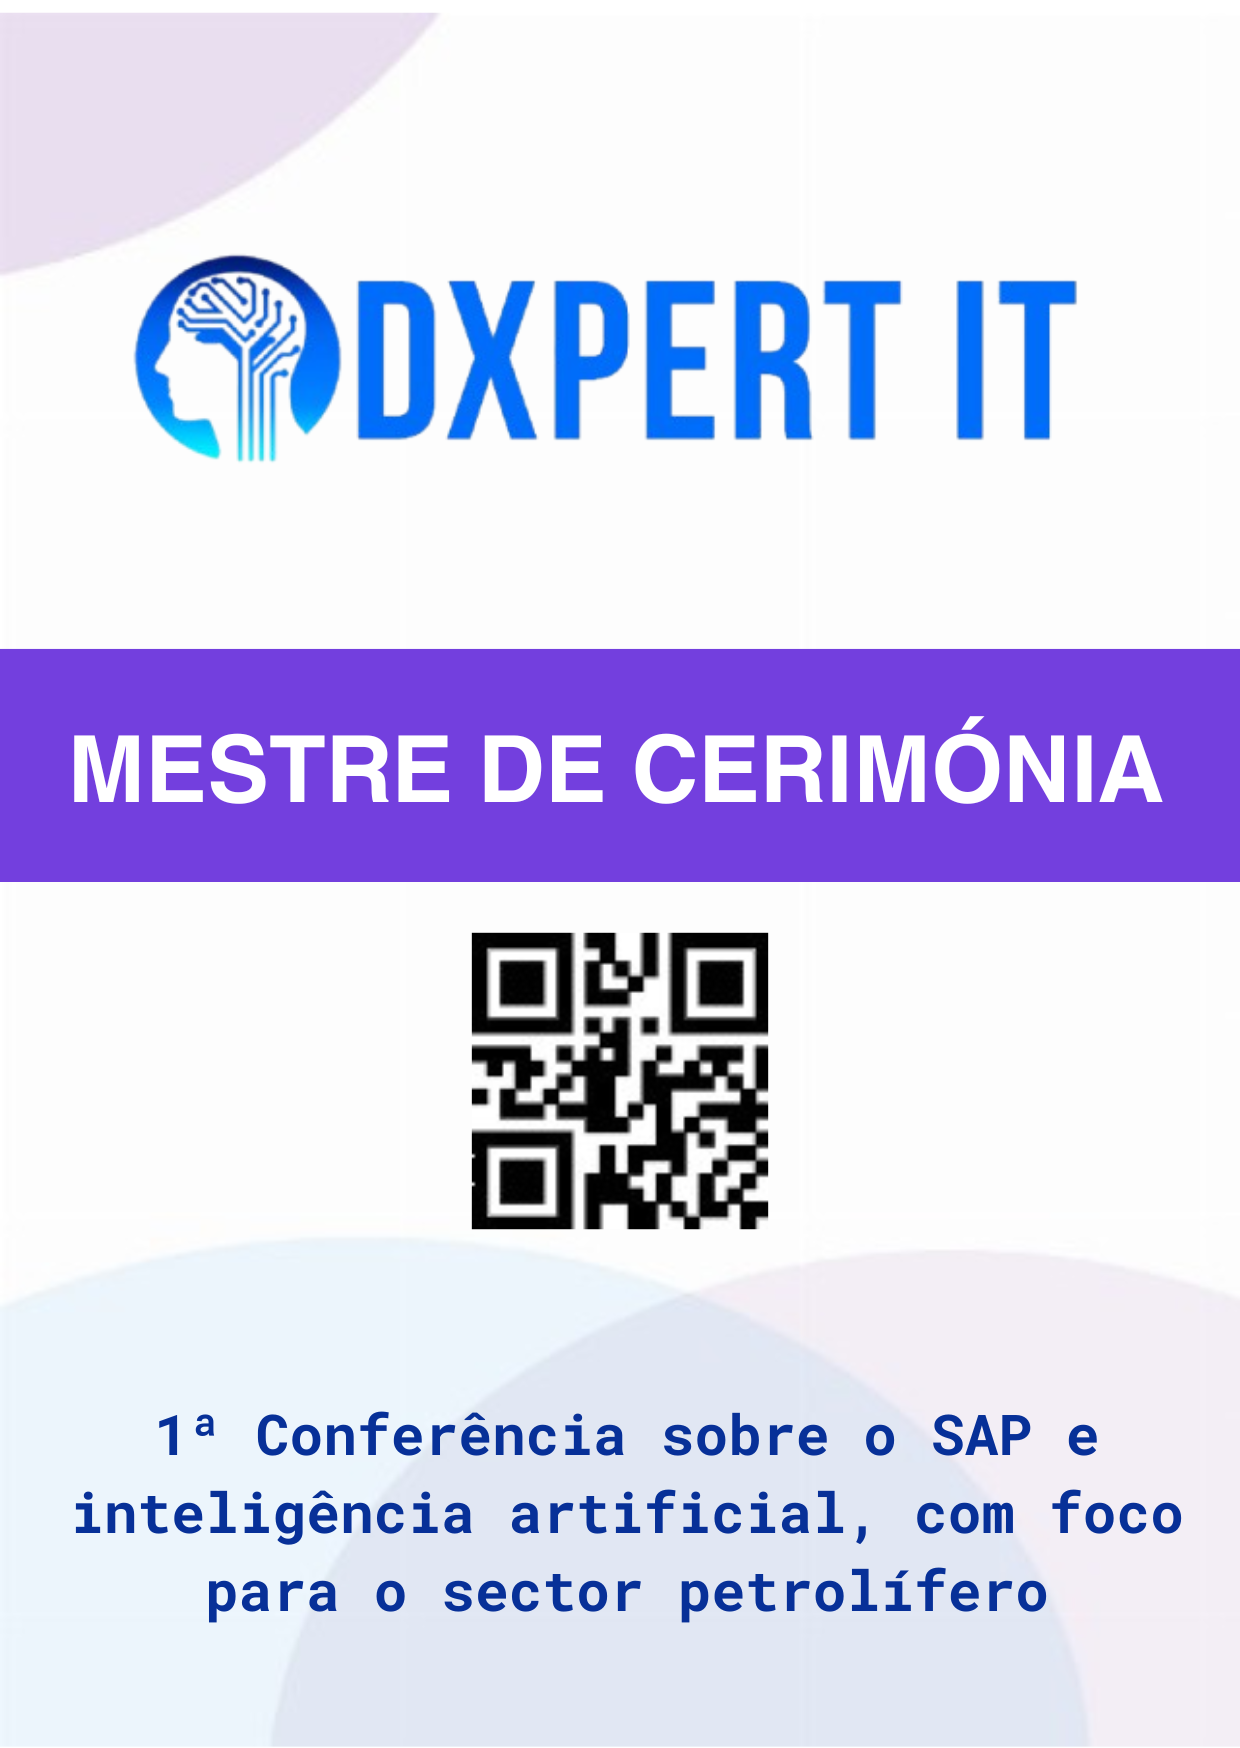 DXPERT IT
MESTRE DE CERIMÓNIA
1ª Conferência sobre o SAP e
inteligência artificial, com foco
para o sector petrolífero